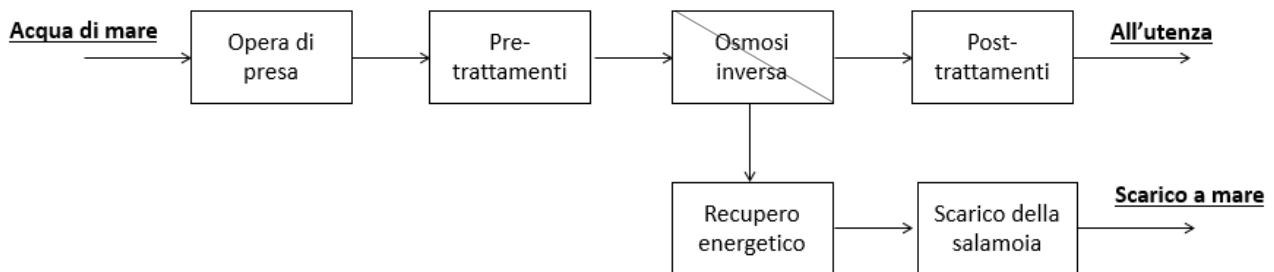 Acqua di mare
Opera di
presa
Pre-
trattamenti
Osmosi
inversa
Post-
trattamenti
All'utenza
Recupero
energetico
Scarico della
salamoia
Scarico a mare